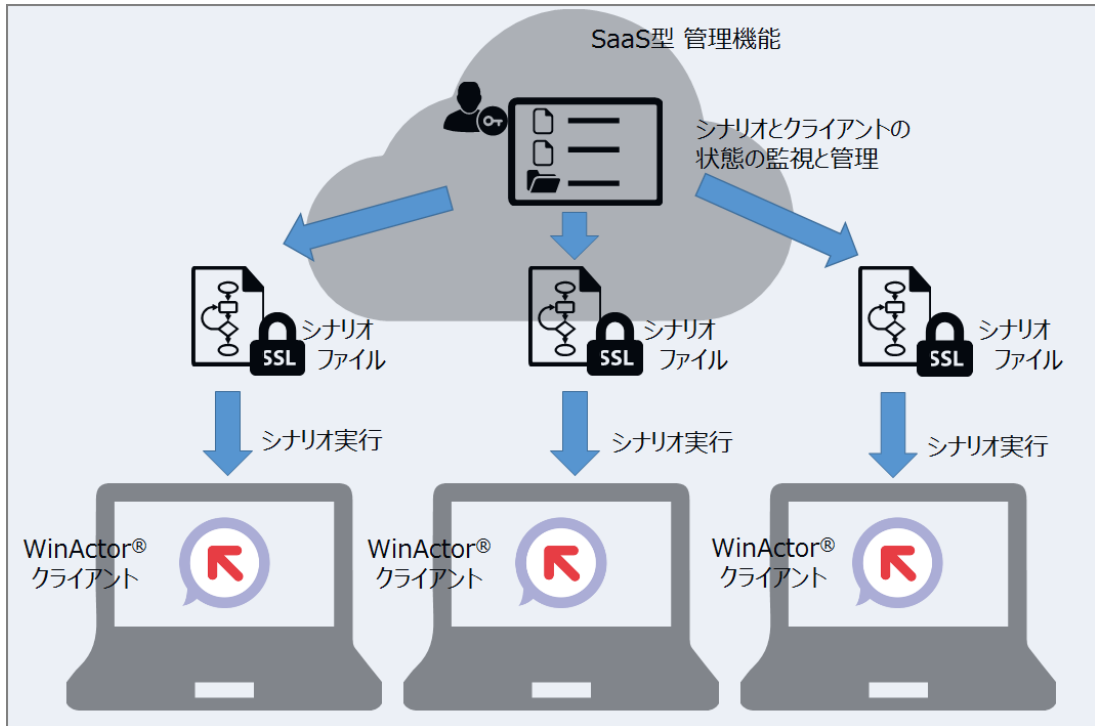 SaaS型 管理機能
シナリオとクライアントの
状態の監視と管理
シナリオ
ファイル
SSL
シナリオ
ファイル
SSL
シナリオ
ファイル
SSL
シナリオ実行
シナリオ実行
シナリオ実行
WinActor®
クライアント
WinActor®
クライアント
WinActor®
クライアント